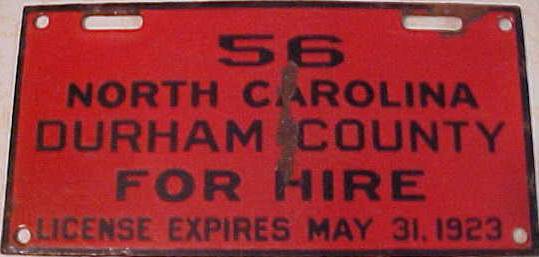 56
NORTH CAROLINA
DURHAM COUNTY
FOR HIRE
LICENSE EXPIRES MAY 31, 1923